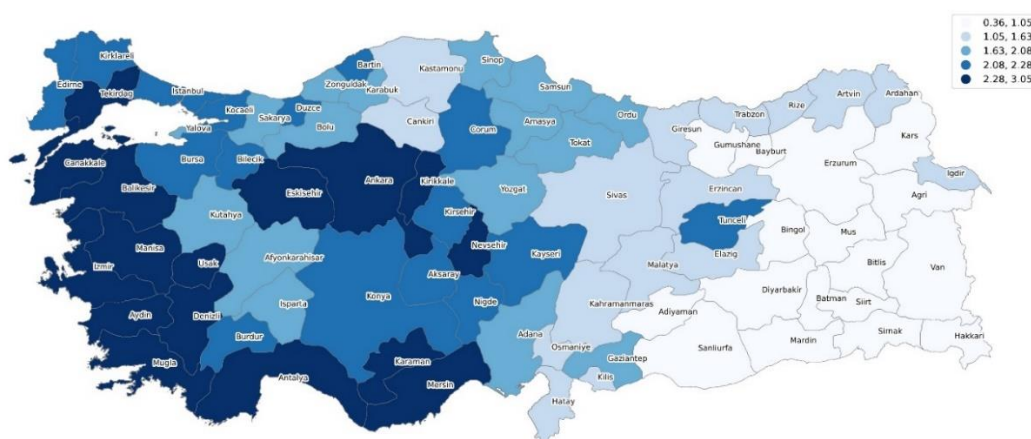 0.36, 1.05
1.05, 1.63
1.63, 2.08
2.08, 2.28
2.28, 3.05
Kirklareli
Edirne
Tekirdag
Istanbul
Kocaeli
Yalova
Sakarya
Duzce
Zonguldak
Bartin
Karabuk
Bolu
Kastamonu
Cankiri
Sinop
Samsun
Corum
Amasya
Tokat
Ordu
Giresun
Trabzon
Rize
Artvin
Ardahan
Kars
Gumushane
Bayburt
Erzurum
Igdir
Agri
Canakkale
Balikesir
Bursa
Bilecik
Eskisehir
Ankara
Kirikkale
Kirsehir
Yozgat
Sivas
Erzincan
Tunceli
Bingol
Mus
Bitlis
Van
Kutahya
Manisa
Usak
Afyonkarahisar
Izmir
Aydin
Denizli
Isparta
Burdur
Mugla
Antalya
Konya
Aksaray
Nevsehir
Nigde
Kayseri
Karaman
Mersin
Adana
Kahramanmaras
Malatya
Elazig
Adiyaman
Diyarbakir
Batman
Siirt
Sirnak
Hakkari
Mardin
Sanliurfa
Gaziantep
Osmaniye
Kilis
Hatay